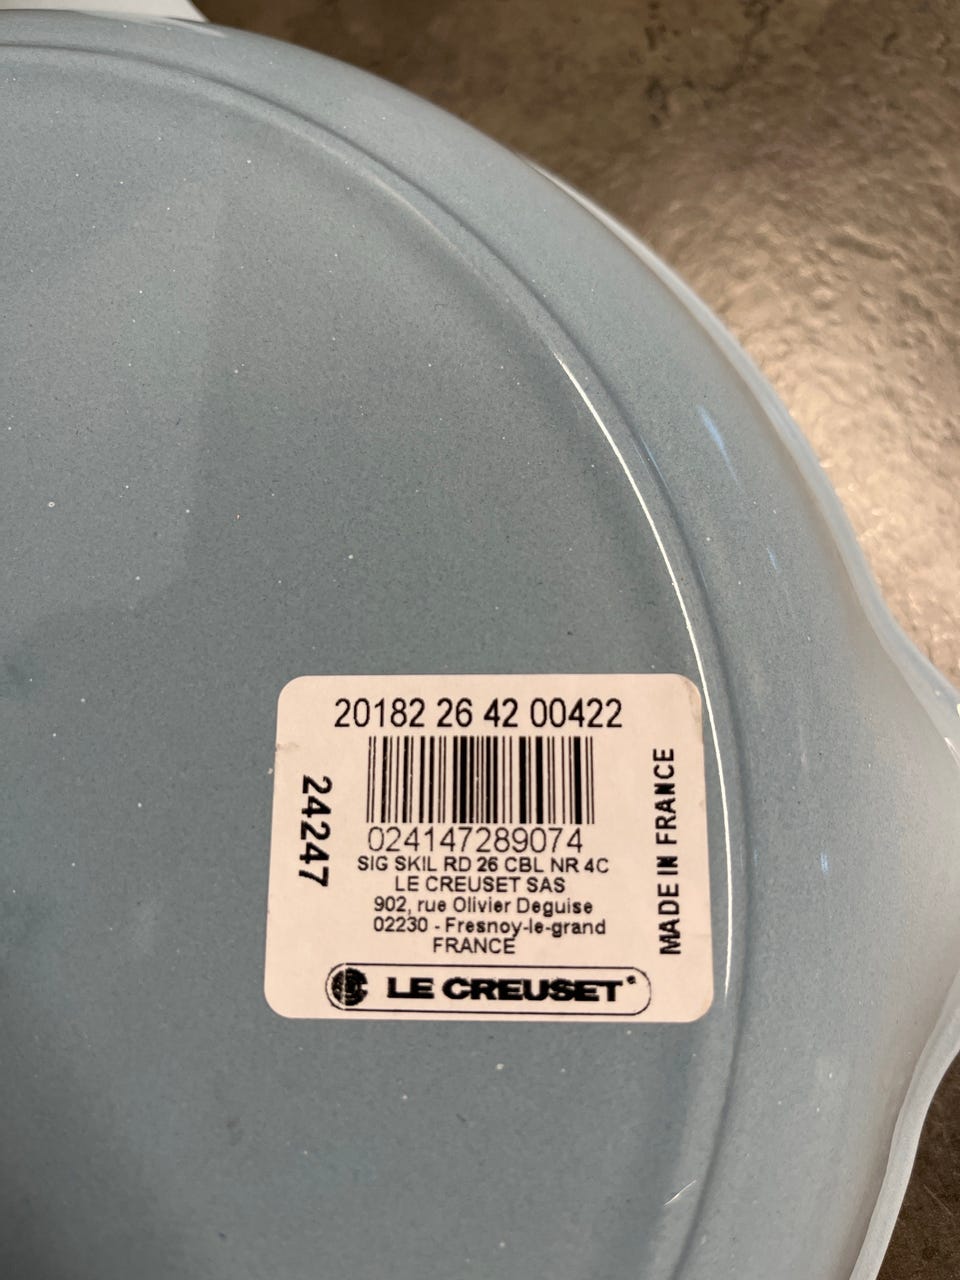 20182 26 42 00422
24247
024147289074
SIG SKIL RD 26 CBL NR 4C
LE CREUSET SAS
902, rue Olivier Deguise
02230 - Fresnoy-le-grand
FRANCE
MADE IN FRANCE
LE CREUSET